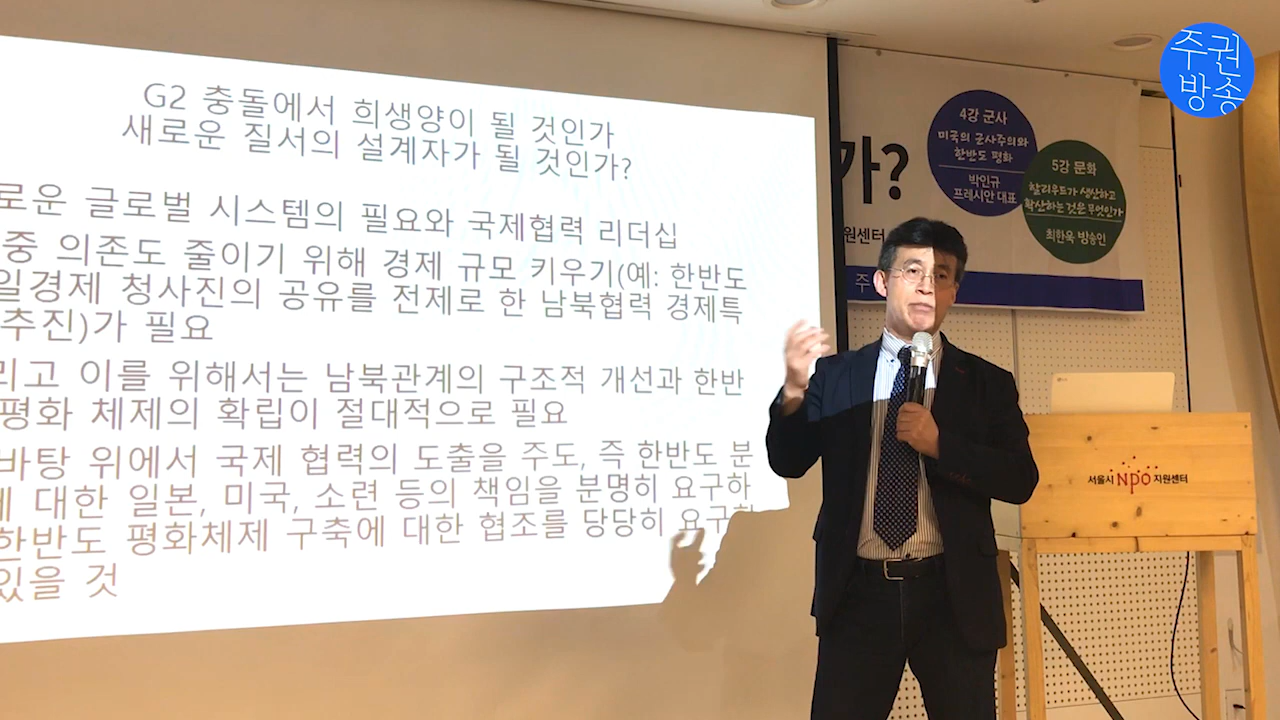 G2 충돌에서 희생양이 될 것인가
새로운 질서의 설계자가 될 것인가?
로운 글로벌 시스템의 필요와 국제협력 리더십
중 의존도 줄이기 위해 경제 규모 키우기(예: 한반도
일경제 청사진의 공유를 전제로 한 남북협력 경제특
추진)가 필요
리고 이를 위해서는 남북관계의 구조적 개선과 한반
평화 체제의 확립이 절대적으로 필요
바탕 위에서 국제 협력의 도출을 주도, 즉 한반도 분
에 대한 일본, 미국, 소련 등의 책임을 분명히 요구하
한반도 평화체제 구축에 대한 협조를 당당히 요구
있을 것
가?
4강 군사
미국의 군사주의와
한반도 평화
박인규
프레시안 대표
5강 문화
할리우드가 생산하고
확산하는 것은 무엇인가
최한욱 방송인
원센터
주
주권
방송
서울시 npo 지원센터